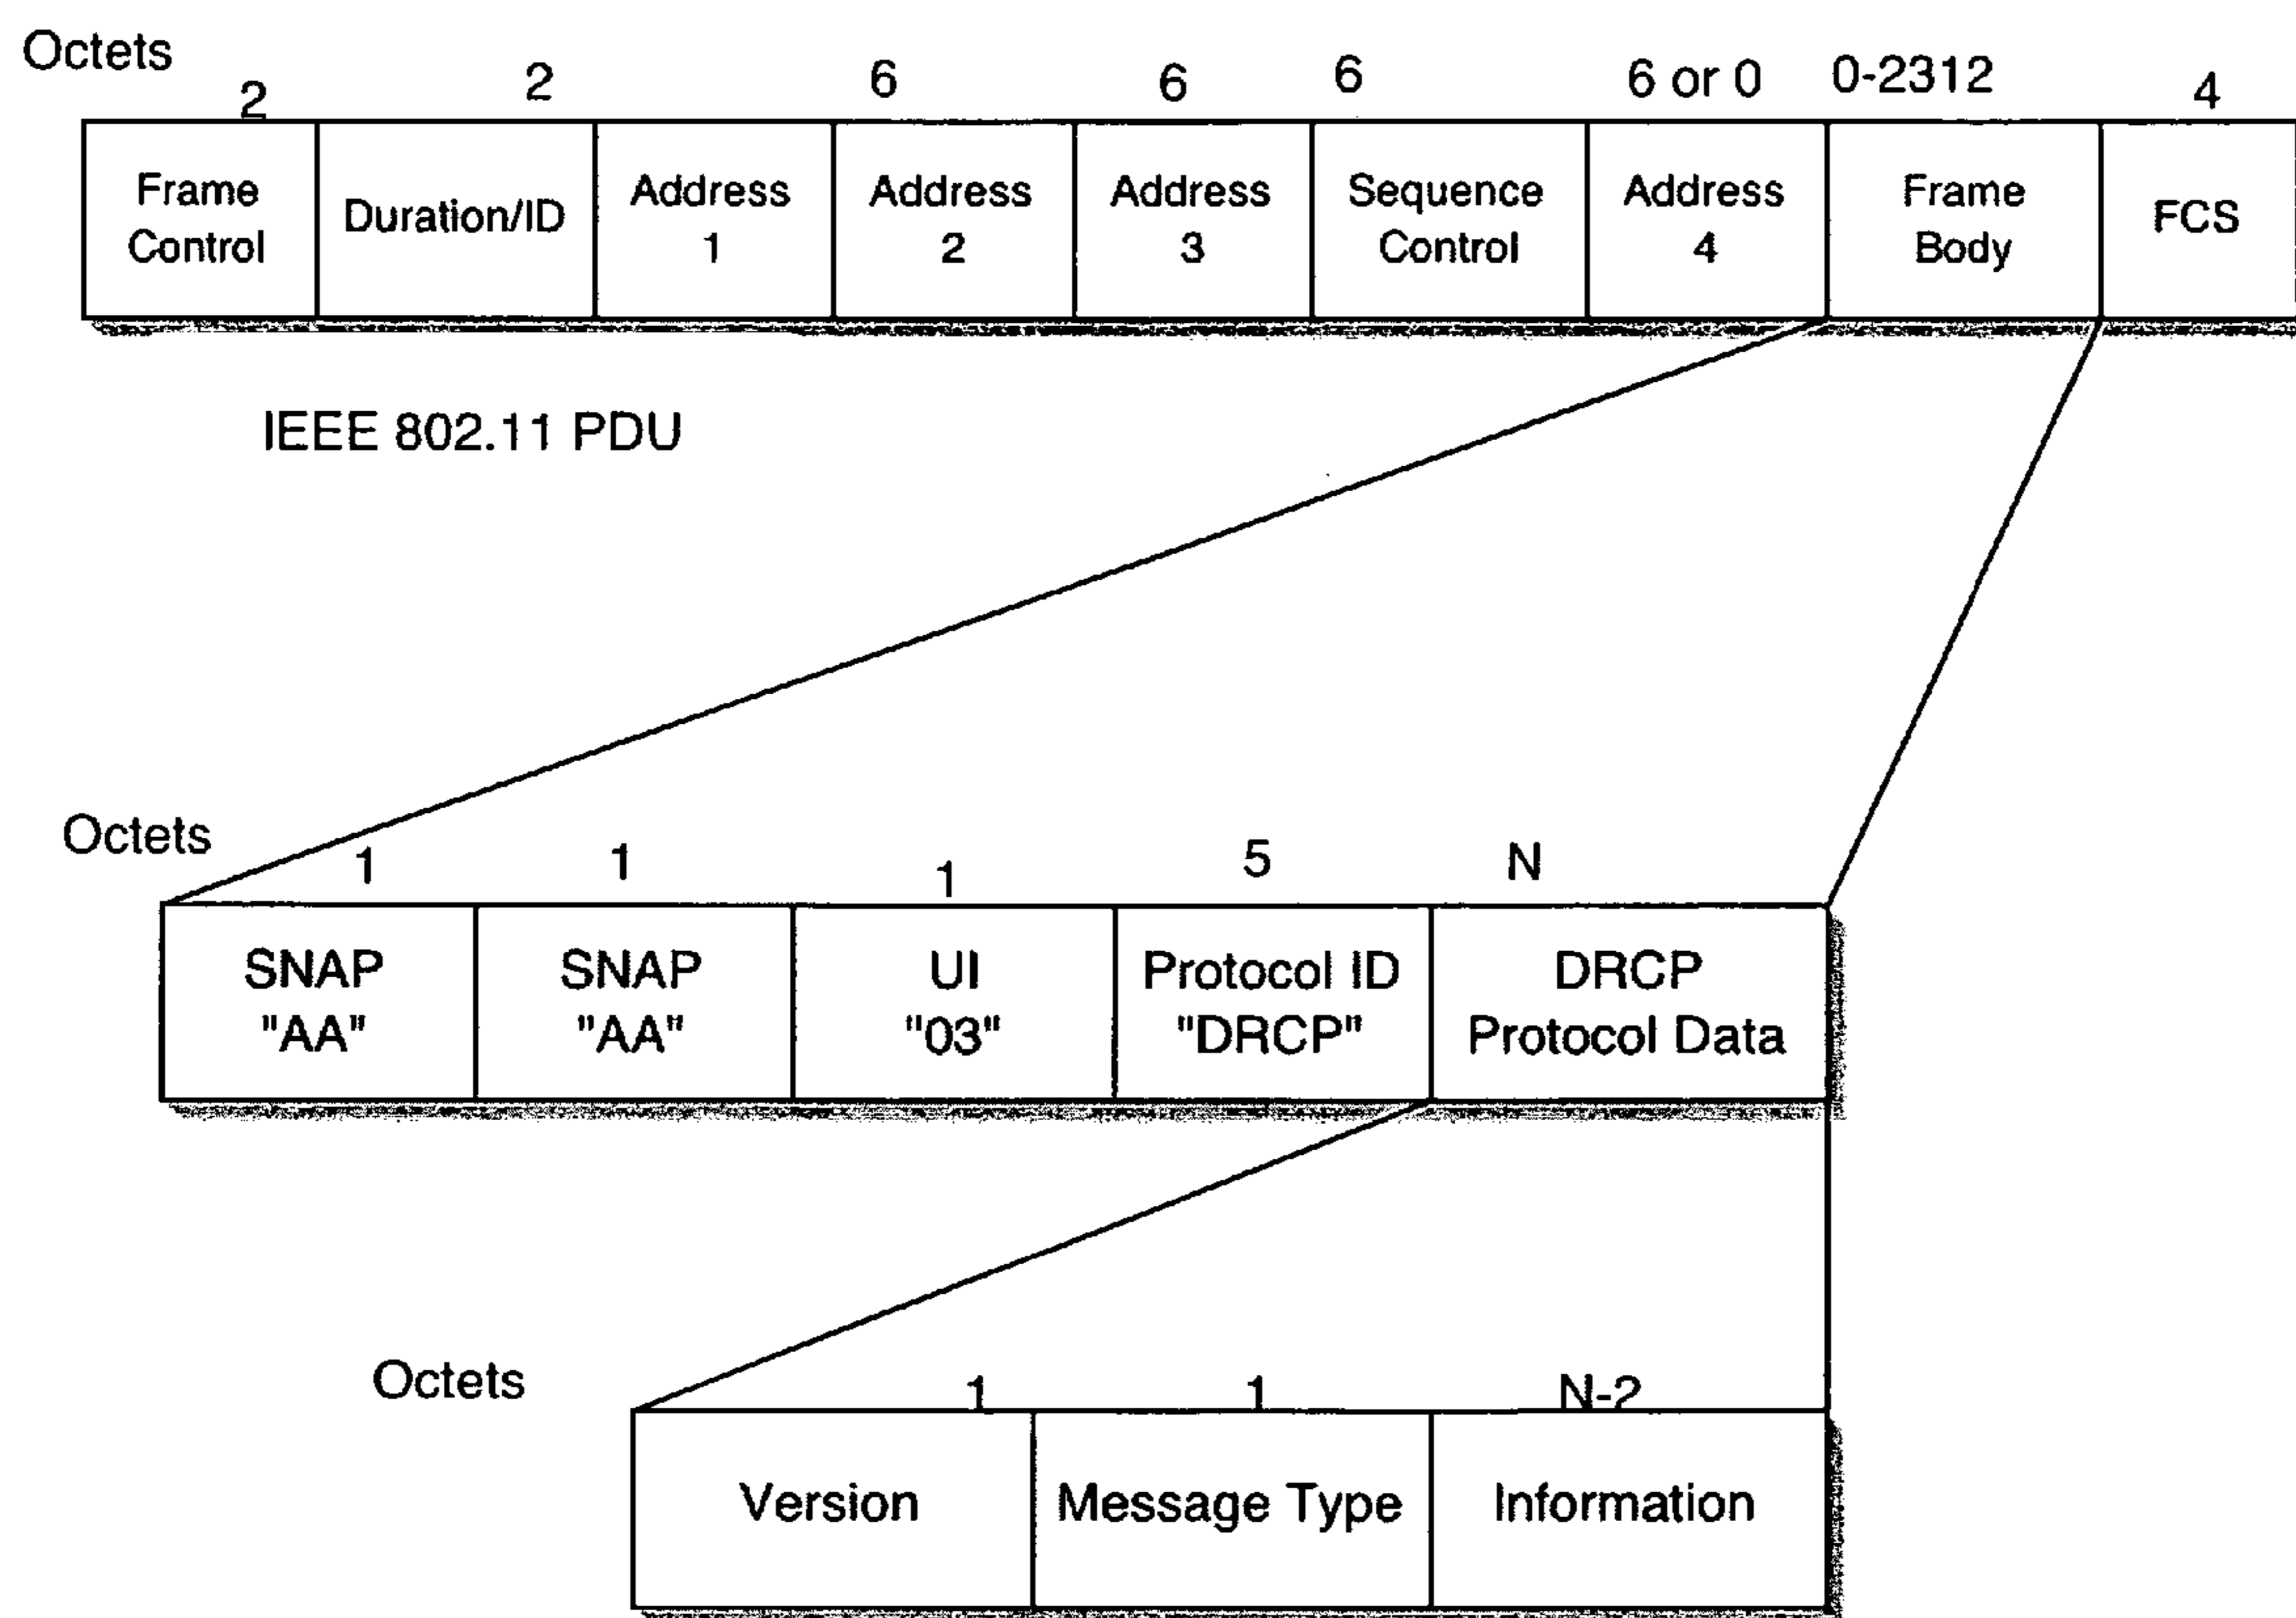 Octets
2 2 6 6 6 6 or 0 0-2312 4
Frame Control
Duration/ID
Address 1
Address 2
Address 3
Sequence Control
Address 4
Frame Body
FCS
IEEE 802.11 PDU
Octets
1 1 1 5 N
SNAP "AA"
SNAP "AA"
UI "03"
Protocol ID "DRCP"
DRCP Protocol Data
Octets
1 1 N-2
Version
Message Type
Information